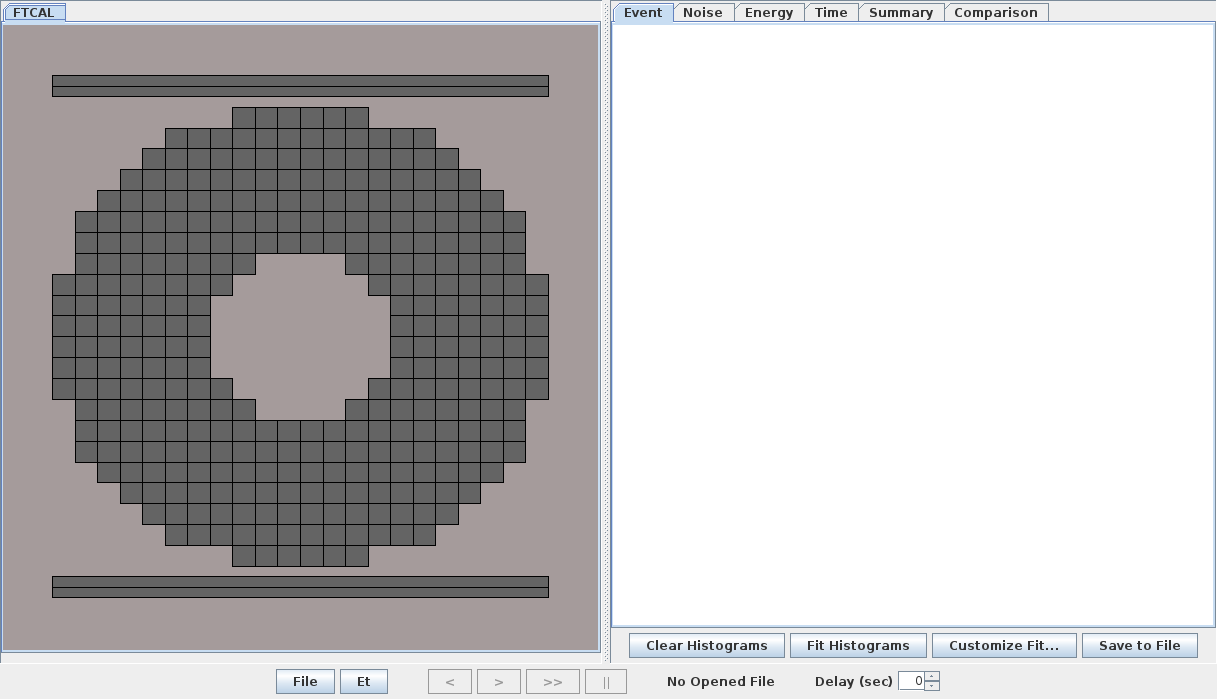 FTCAL
Event Noise Energy Time Summary Comparison
Clear Histograms Fit Histograms Customize Fit... Save to File
File Et < > >> || No Opened File Delay (sec) 0